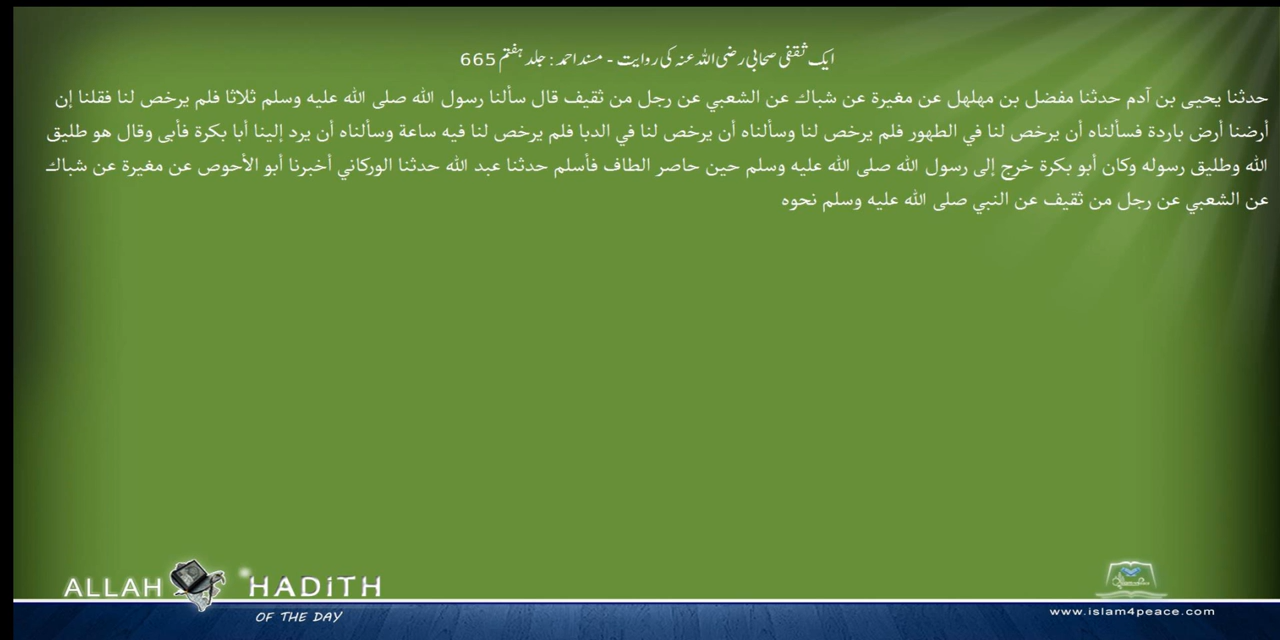 ایک ثقفی صحابی رضی اللہ عنہ کی روایت - مسند احمد : جلد ہفتم 665
حدثنا يحيى بن آدم حدثنا مفضل بن مهلهل عن مغيرة عن شباك عن الشعبي عن رجل من ثقيف قال سألنا رسول الله صلى الله عليه وسلم ثلاثا فلم يرخص لنا فقلنا إن
أرضنا أرض باردة فسألناه أن يرخص لنا في الطهور فلم يرخص لنا وسألناه أن يرخص لنا في الدبا فلم يرخص لنا فيه ساعة وسألناه أن يرد إلينا أبا بكرة فأبى وقال هو طليق
الله وطليق رسوله وكان أبو بكرة خرج إلى رسول الله صلى الله عليه وسلم حين حاصر الطاف فأسلم حدثنا عبد الله حدثنا الوركاني أخبرنا أبو الأحوص عن مغيرة عن شباك
عن الشعبي عن رجل من ثقيف عن النبي صلى الله عليه وسلم نحوه
ALLAH HADITH
OF THE DAY
www.islam4peace.com